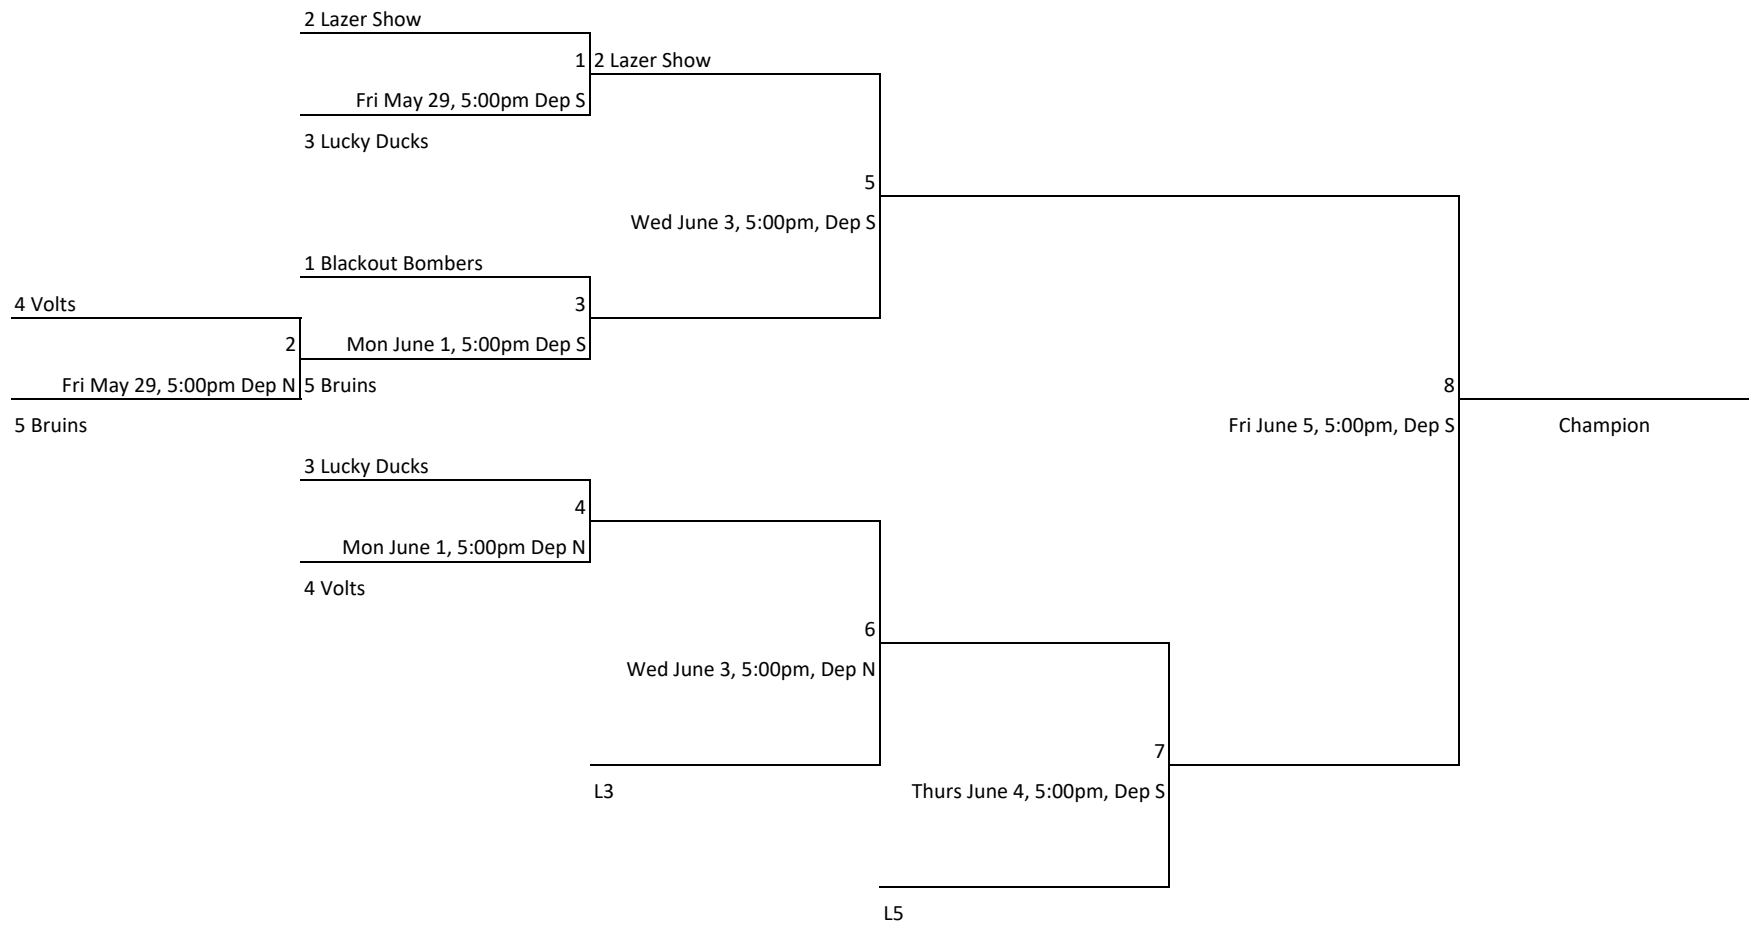 2 Lazer Show
1
2 Lazer Show
Fri May 29, 5:00pm Dep S
3 Lucky Ducks
5
Wed June 3, 5:00pm, Dep S
1 Blackout Bombers
4 Volts
3
2
Mon June 1, 5:00pm Dep S
Fri May 29, 5:00pm Dep N
5 Bruins
8
5 Bruins
Fri June 5, 5:00pm, Dep S
Champion
3 Lucky Ducks
4
Mon June 1, 5:00pm Dep N
4 Volts
6
Wed June 3, 5:00pm, Dep N
7
L3
Thurs June 4, 5:00pm, Dep S
L5